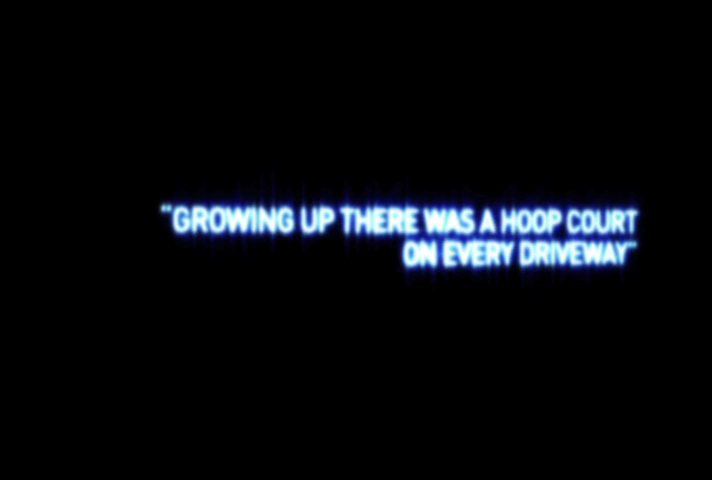 "GROWING UP THERE WAS A HOOP COURT
ON EVERY DRIVEWAY"